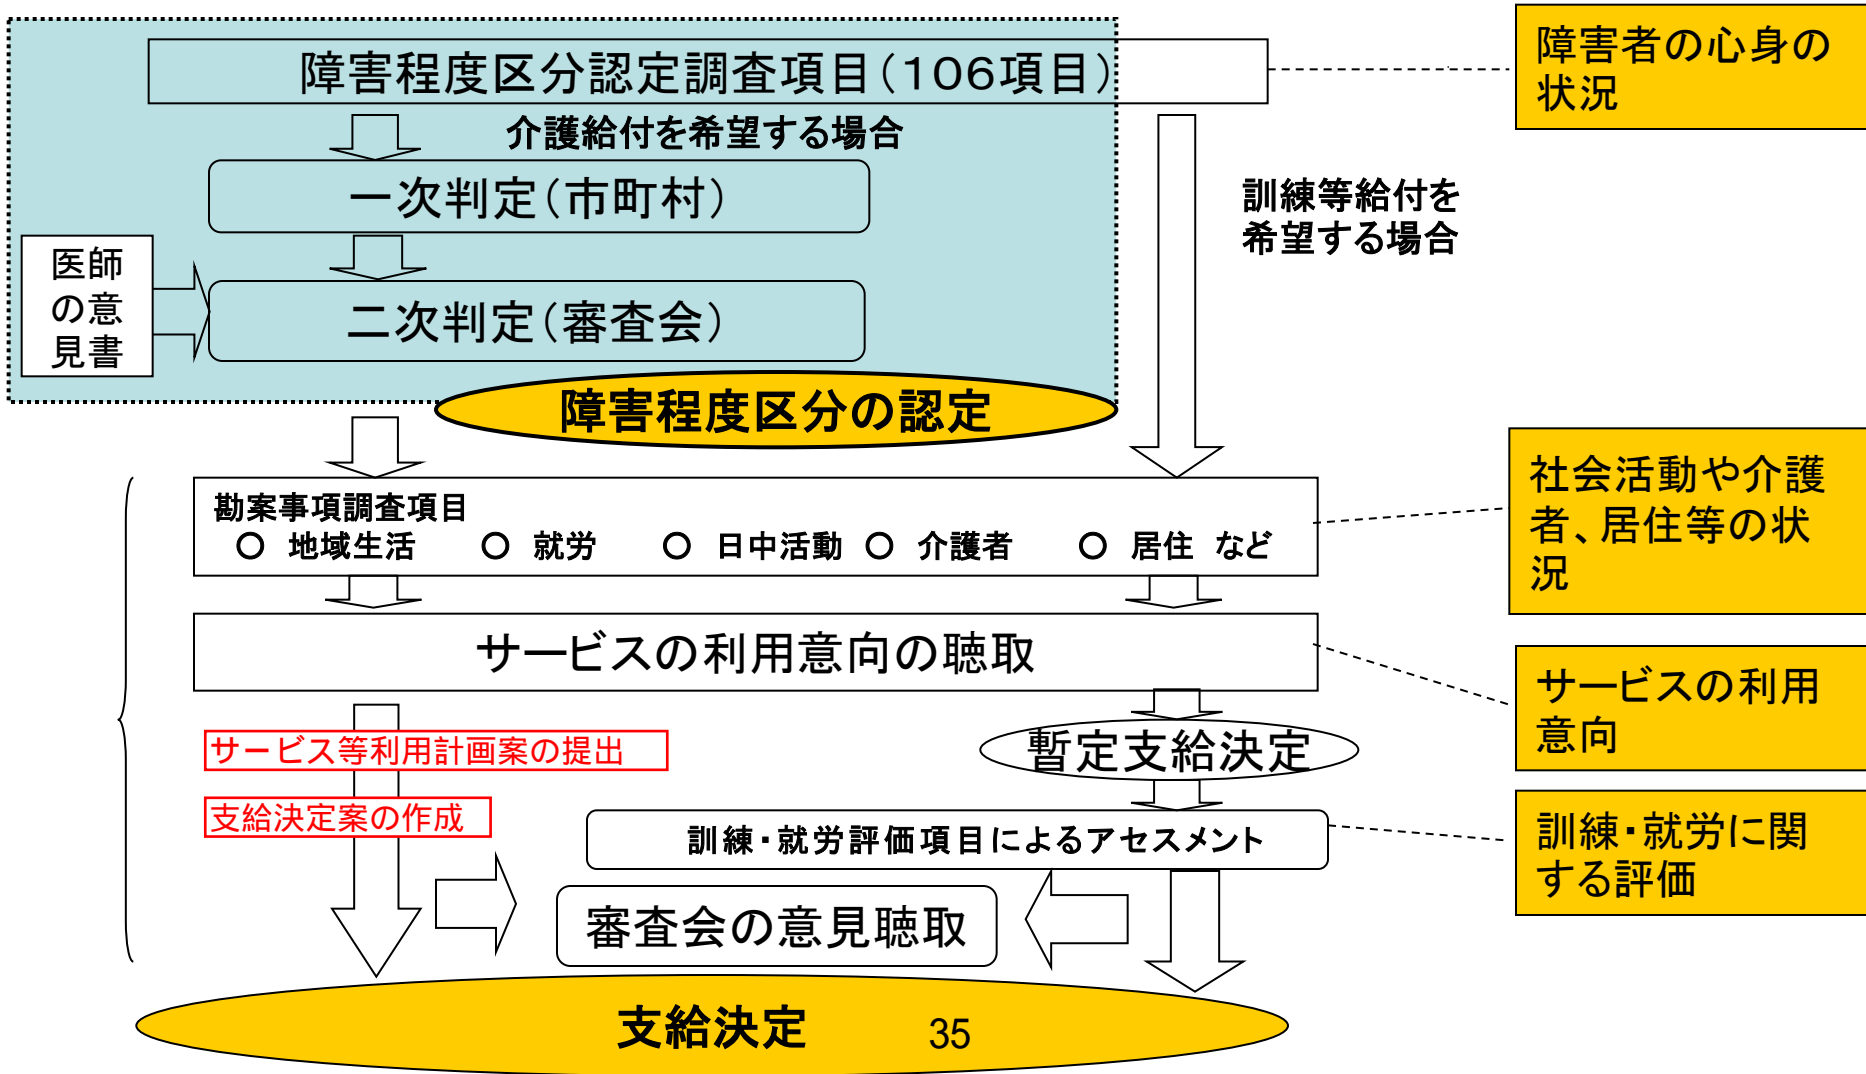 障害程度区分認定調査項目(106項目)
障害者の心身の
状況
介護給付を希望する場合
一次判定(市町村)
訓練等給付を
希望する場合
医師
の意
見書
二次判定(審査会)
障害程度区分の認定
勘案事項調査項目
○ 地域生活 ○ 就労 ○ 日中活動 ○ 介護者 ○ 居住 など
社会活動や介護
者、居住等の状
況
サービスの利用意向の聴取
サービスの利用
意向
サービス等利用計画案の提出
暫定支給決定
支給決定案の作成
訓練・就労評価項目によるアセスメント
訓練・就労に関
する評価
審査会の意見聴取
支給決定
35